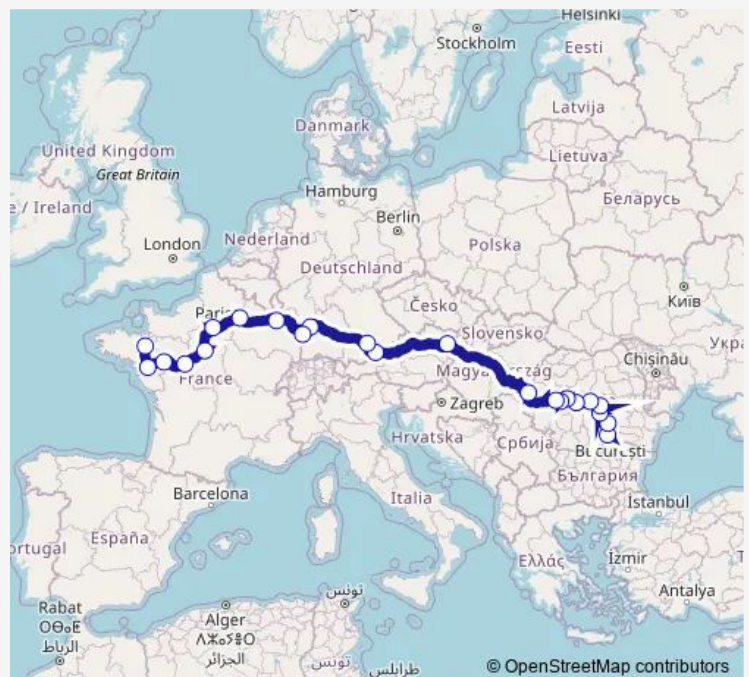 Helsinki
Stockholm
Eesti
Latvija
Danmark
Lietuva
United Kingdom
Great Britain
Беларусь
e / Ireland
Hamburg
Berlin
Nederland
Polska
London
Deutschland
Київ
Česko
Pari
Slovensko
Укра
Chișinău
Magyarország
France
Zagreb
Hrvatska
Србија
București
България
Barcelona
Italia
İstanbul
España
ortugal
Ελλάς
İzmir
Antalya
تونس
Rabat
ⵔⴱⴰⵟ
الرباط
Alger
الجزائر
تونس
طرابلس
© OpenStreetMap contributors